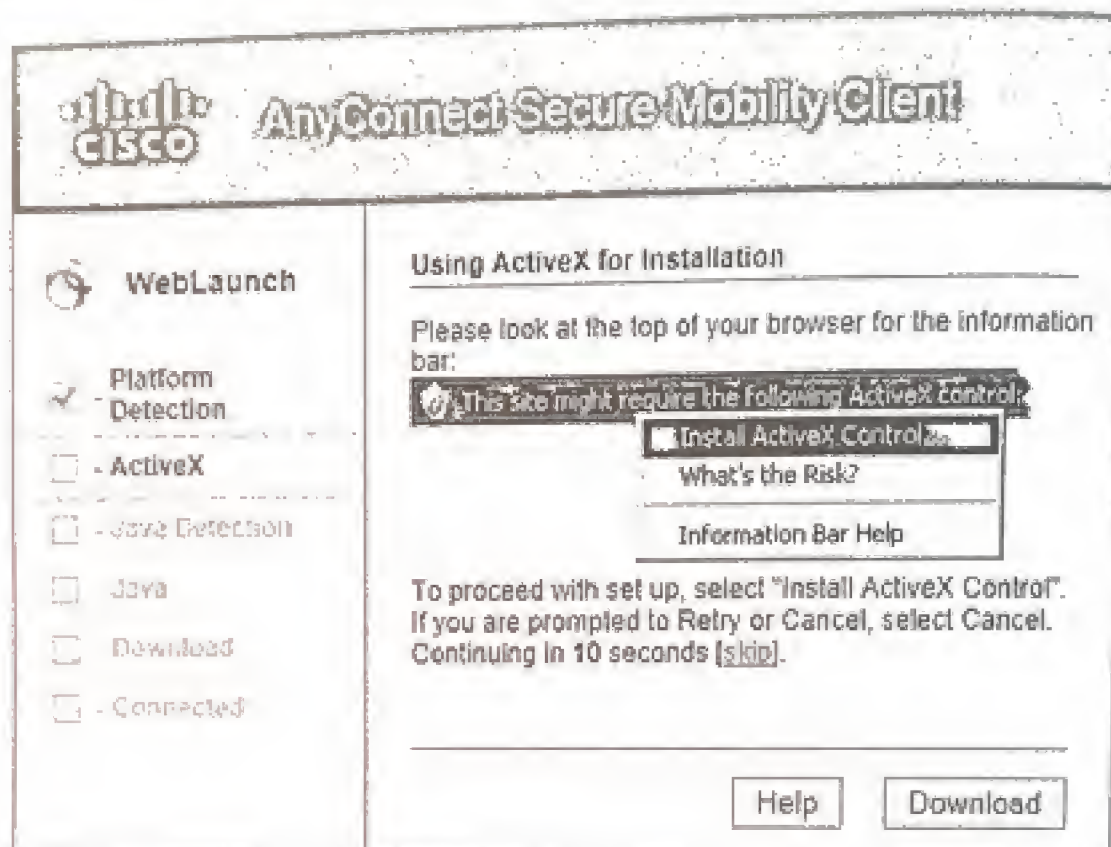 CISCO
AnyConnect Secure Mobility Client
WebLaunch
Platform
- Detection
- ActiveX
- Java Detection
Java
Download
- Connected
Using ActiveX for Installation
Please look at the top of your browser for the information
bar:
This site might require the following ActiveX control:
Install ActiveX Control...
What's the Risk?
Information Bar Help
To proceed with set up, select "Install ActiveX Control".
If you are prompted to Retry or Cancel, select Cancel.
Continuing in 10 seconds [skip].
Help
Download